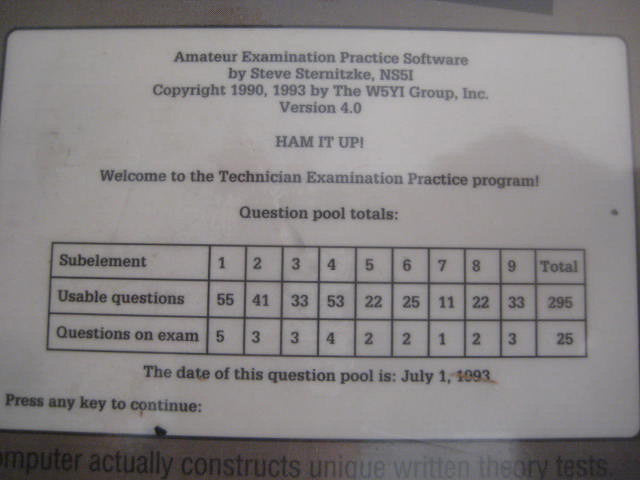 Amateur Examination Practice Software
by Steve Sternitzke, NS5I
Copyright 1990, 1993 by The W5YI Group, Inc.
Version 4.0
HAM IT UP!
Welcome to the Technician Examination Practice program!
Question pool totals:
Subelement 1 2 3 4 5 6 7 8 9 Total
Usable questions 55 41 33 53 22 25 11 22 33 295
Questions on exam 5 3 3 4 2 2 1 2 3 25
The date of this question pool is: July 1, 1993
Press any key to continue:
omputer actually constructs unique written theory tests.